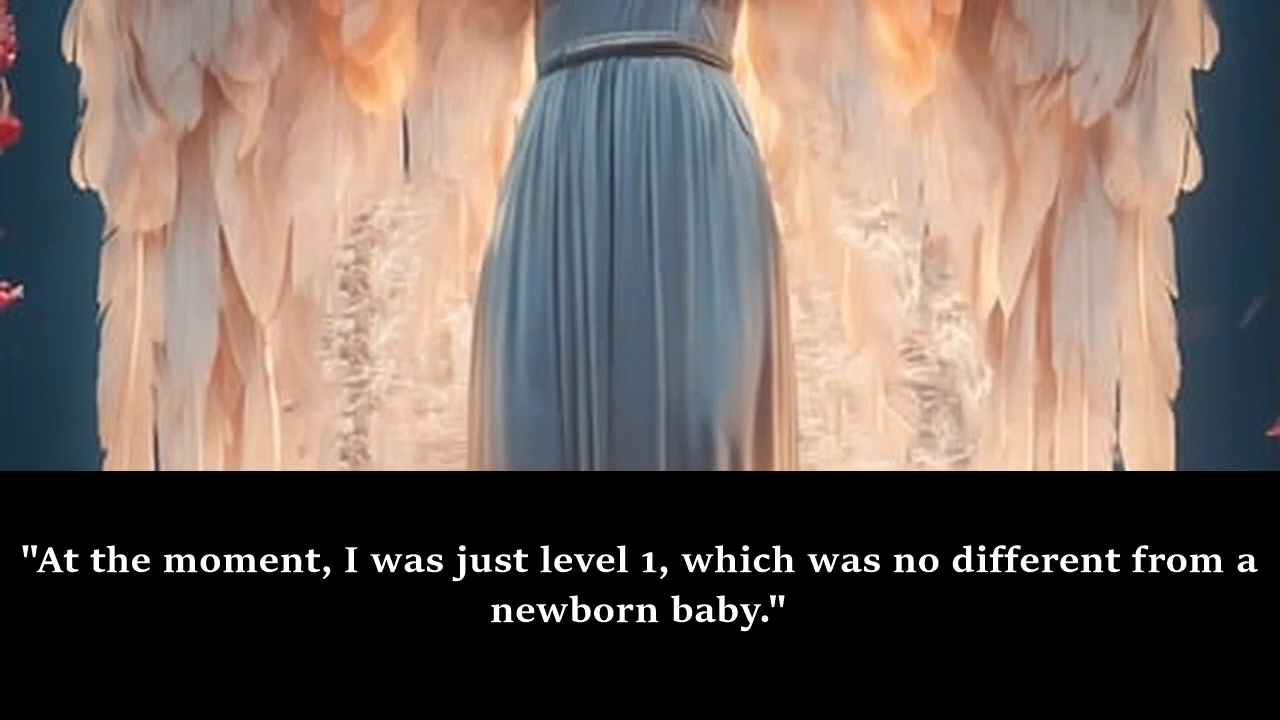 "At the moment, I was just level 1, which was no different from a
newborn baby."